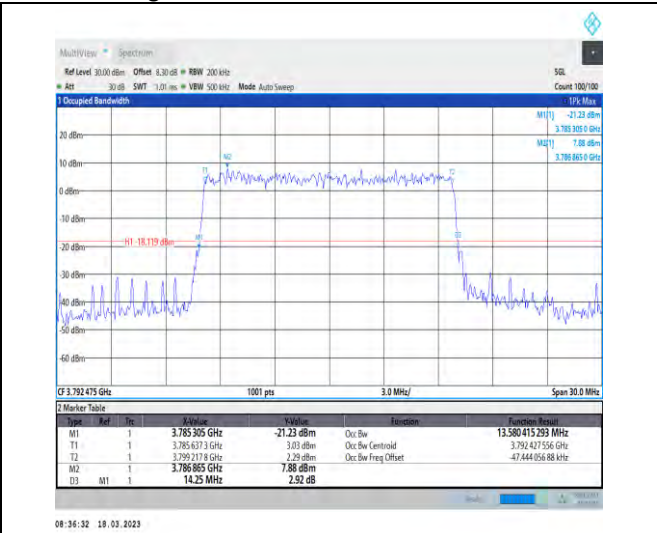 MultiView Spectrum
Ref Level 30.00 dBm Offset 8.30 dB RBW 200 kHz SGL
Att 30 dB SWT 1.01 ms VBW 500 kHz Mode Auto Sweep Count 100/100
1 Occupied Bandwidth 1Pk Max
M1[1] -21.23 dBm
3.785 305 0 GHz
M2[1] 7.88 dBm
3.786 865 0 GHz
20 dBm
M2
10 dBm
T1 T2
0 dBm
-10 dBm
H1 -18.119 dBm
M1 D3
-20 dBm
-30 dBm
-40 dBm
-50 dBm
-60 dBm
CF 3.792 475 GHz 1001 pts 3.0 MHz/ Span 30.0 MHz
2 Marker Table
Type Ref Trc X-Value Y-Value Function Function Result
M1 1 3.785 305 GHz -21.23 dBm Occ Bw 13.580 415 293 MHz
T1 1 3.785 637 3 GHz 3.03 dBm Occ Bw Centroid 3.792 427 556 GHz
T2 1 3.799 217 8 GHz 2.29 dBm Occ Bw Freq Offset -47.444 056 88 kHz
M2 1 3.786 865 GHz 7.88 dBm
D3 M1 1 14.25 MHz 2.92 dB
08:36:32 18.03.2023